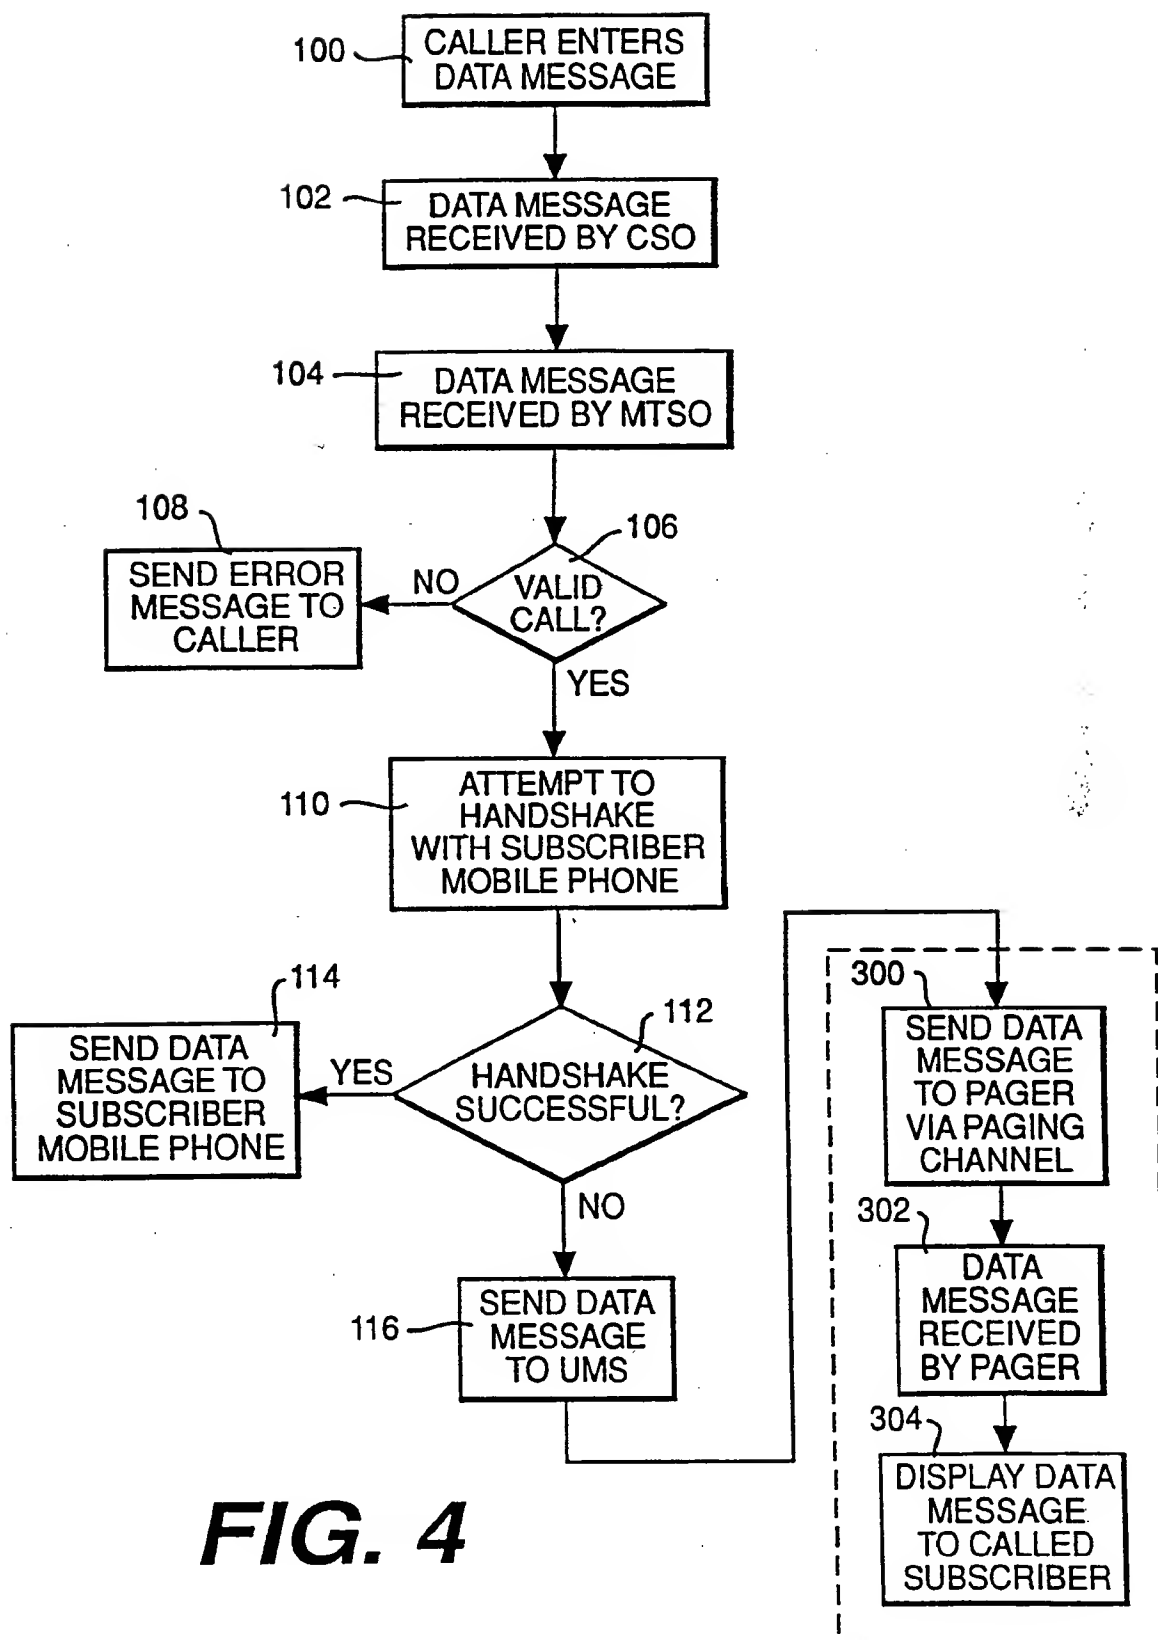 100
CALLER ENTERS
DATA MESSAGE
102
DATA MESSAGE
RECEIVED BY CSO
104
DATA MESSAGE
RECEIVED BY MTSO
108
SEND ERROR
MESSAGE TO
CALLER
NO
106
VALID
CALL?
YES
110
ATTEMPT TO
HANDSHAKE
WITH SUBSCRIBER
MOBILE PHONE
114
SEND DATA
MESSAGE TO
SUBSCRIBER
MOBILE PHONE
YES
112
HANDSHAKE
SUCCESSFUL?
NO
116
SEND DATA
MESSAGE
TO UMS
300
SEND DATA
MESSAGE
TO PAGER
VIA PAGING
CHANNEL
302
DATA
MESSAGE
RECEIVED
BY PAGER
304
DISPLAY DATA
MESSAGE
TO CALLED
SUBSCRIBER
FIG. 4